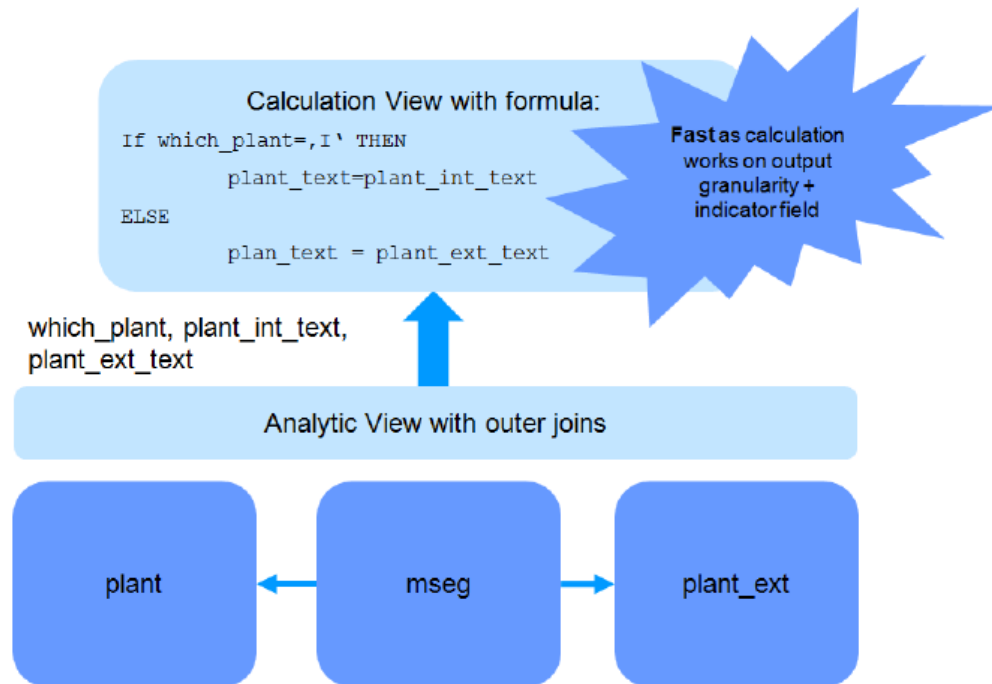 Calculation View with formula:
If which_plant=‚I‘ THEN
plant_text=plant_int_text
ELSE
plan_text = plant_ext_text
Fast as calculation
works on output
granularity +
indicator field
which_plant, plant_int_text,
plant_ext_text
Analytic View with outer joins
plant
mseg
plant_ext